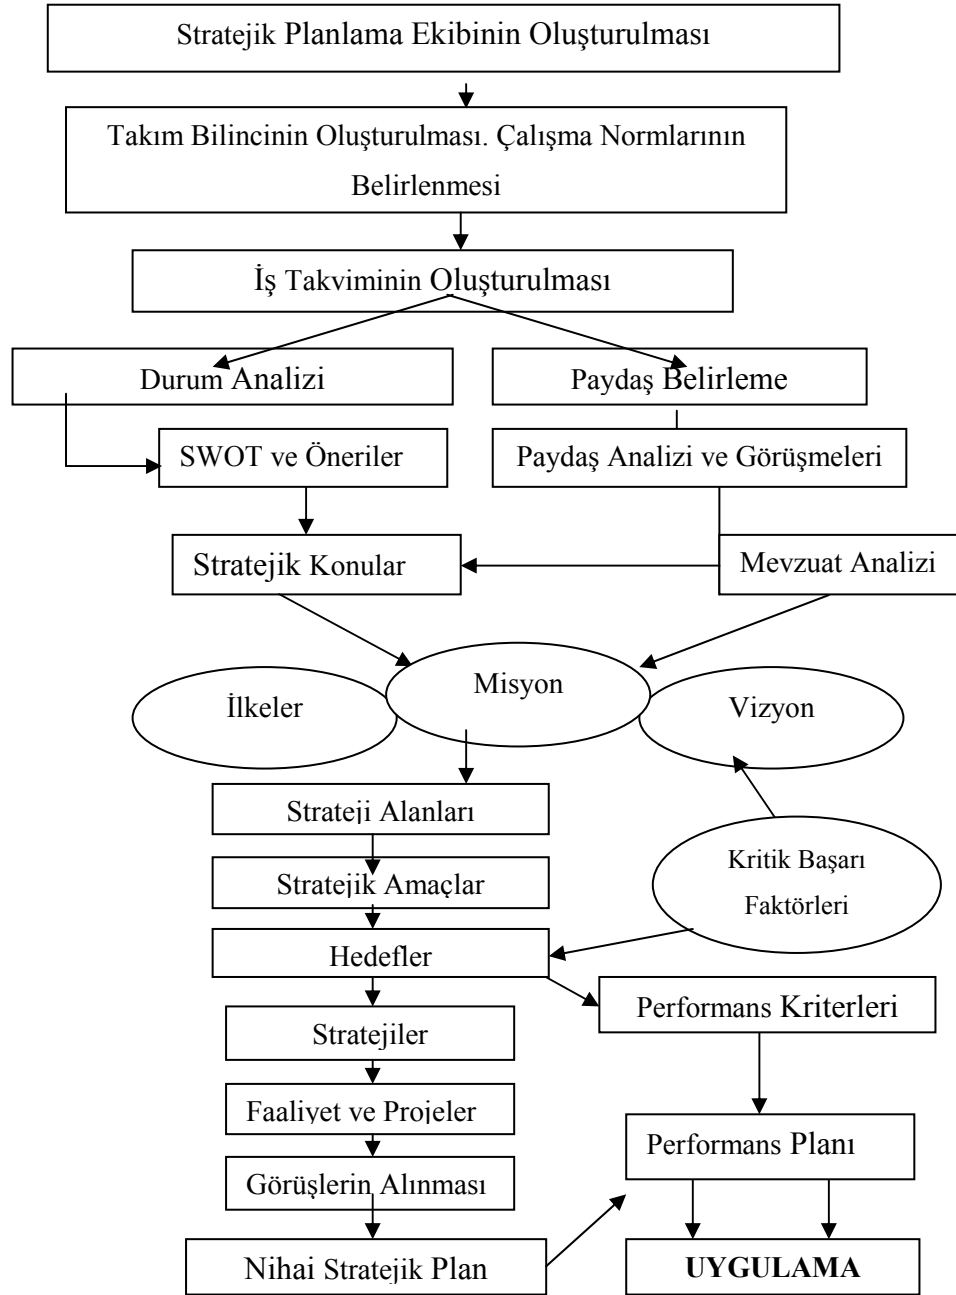 Stratejik Planlama Ekibinin Oluşturulması
Takım Bilincinin Oluşturulması. Çalışma Normlarının
Belirlenmesi
İş Takviminin Oluşturulması
Durum Analizi
Paydaş Belirleme
SWOT ve Öneriler
Paydaş Analizi ve Görüşmeleri
Stratejik Konular
Mevzuat Analizi
İlkeler
Misyon
Vizyon
Strateji Alanları
Stratejik Amaçlar
Kritik Başarı
Faktörleri
Hedefler
Performans Kriterleri
Stratejiler
Faaliyet ve Projeler
Performans Planı
Görüşlerin Alınması
Nihai Stratejik Plan
UYGULAMA